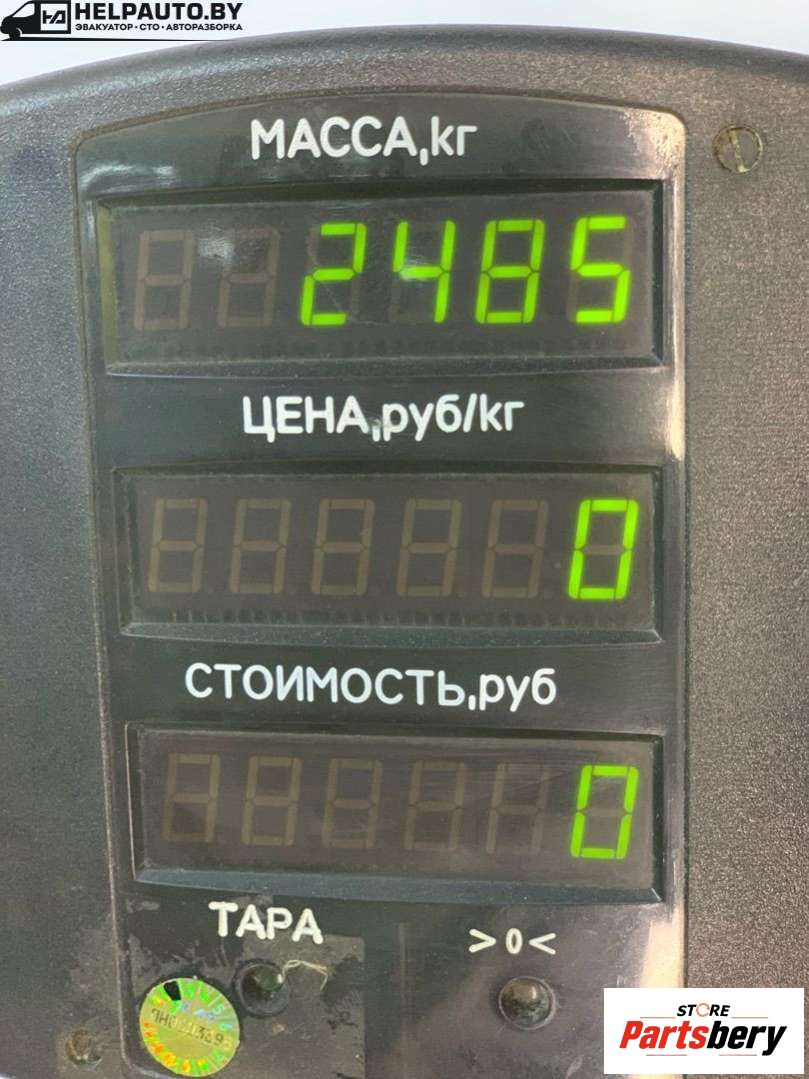 HELPAUTO.BY
ЭВАКУАТОР • СТО • АВТОРАЗБОРКА
МАССА,кг
2485
ЦЕНА,руб/кг
0
СТОИМОСТЬ,руб
0
ТАРА >0<
STORE
Partsbery